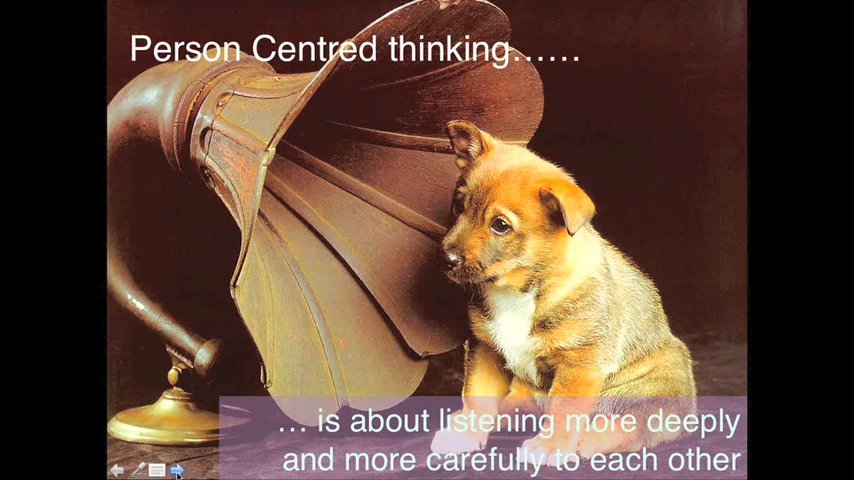 Person Centred thinking......
... is about listening more deeply
and more carefully to each other